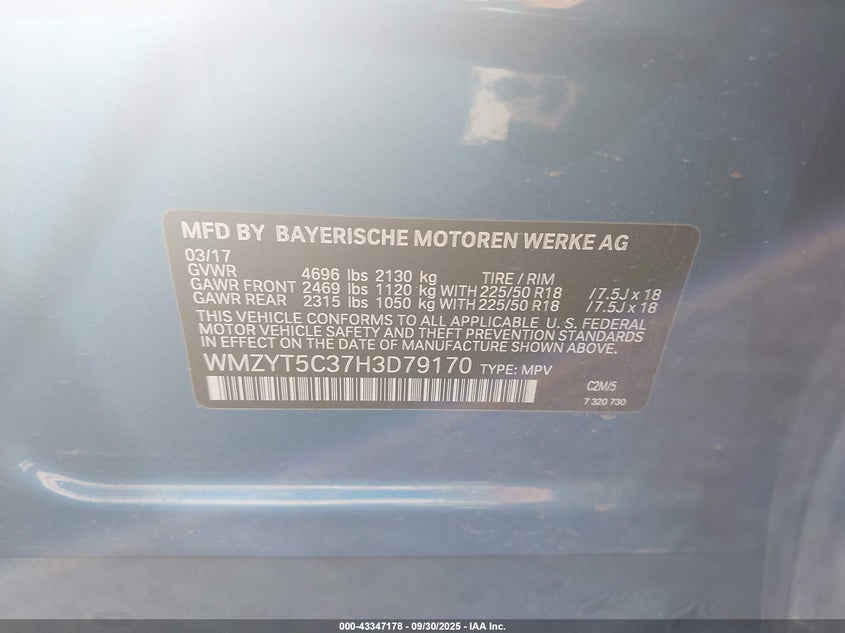 MFD BY BAYERISCHE MOTOREN WERKE AG
03/17
GVWR 4696 lbs 2130 kg TIRE / RIM
GAWR FRONT 2469 lbs 1120 kg WITH 225/50 R18 / 7.5J x 18
GAWR REAR 2315 lbs 1050 kg WITH 225/50 R18 / 7.5J x 18
THIS VEHICLE CONFORMS TO ALL APPLICABLE U. S. FEDERAL
MOTOR VEHICLE SAFETY AND THEFT PREVENTION STANDARDS
IN EFFECT ON THE DATE OF MANUFACTURE SHOWN ABOVE.
WMZYT5C37H3D79170 TYPE: MPV
C2MI/5
7 320 730
000-43347178 - 09/30/2025 - IAA Inc.